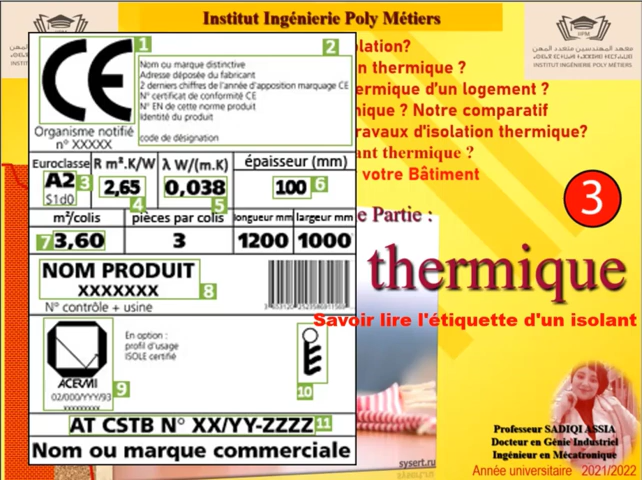 Institut Ingénierie Poly Métiers
IIPM
INSTITUT INGÉNIERIE POLY MÉTIERS
olation?
n thermique ?
ermique d'un logement ?
nique ? Notre comparatif
ravaux d'isolation thermique?
ant thermique ?
votre Bâtiment
3
e Partie :
thermique
Savoir lire l'étiquette d'un isolant
CE
1
2
Nom ou marque distinctive
Adresse déposée du fabricant
2 derniers chiffres de l'année d'apposition marquage CE
N° certificat de conformité CE
N° EN de cette norme produit
Identité du produit
code de désignation
Organisme notifié
n° XXXXX
Euroclasse R m².K/W λ W/(m.K) épaisseur (mm)
A2 3 2,65 0,038 100 6
S1d0 4 5
m²/colis pièces par colis longueur mm largeur mm
7 3,60 3 1200 1000
NOM PRODUIT
XXXXXXX
8
N° contrôle + usine
En option :
profil d'usage
ISOLE certifié
ACERMI
02/000/YYY/93
XXXXXXXXX
9
10
AT CSTB N° XX/YY-ZZZZ 11
Nom ou marque commerciale
sysert.ru
Professeur SADIQI ASSIA
Docteur en Génie Industriel
Ingénieur en Mécatronique
Année universitaire 2021/2022